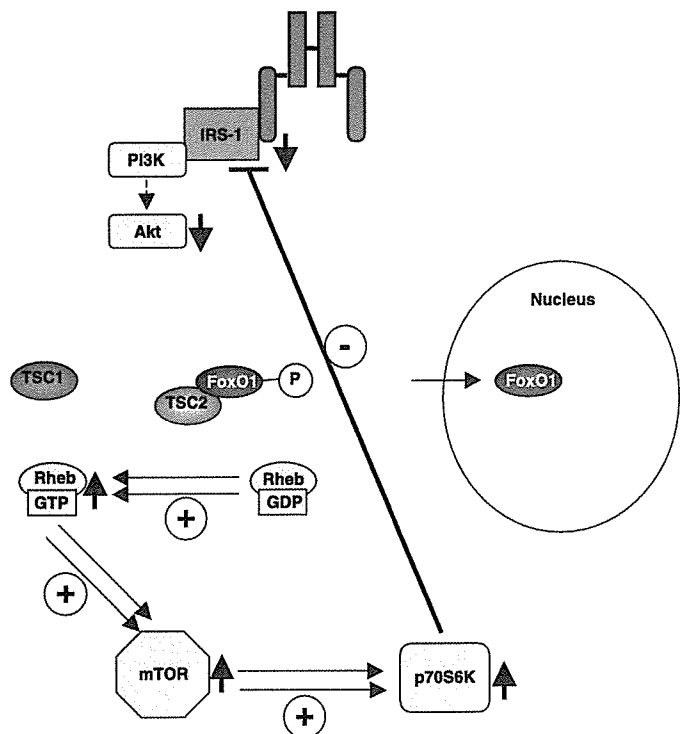 IRS-1
PI3K
Akt
Nucleus
-
TSC1
FoxO1
P
TSC2
FoxO1
Rheb
GTP
Rheb
GDP
+
+
mTOR
p70S6K
+